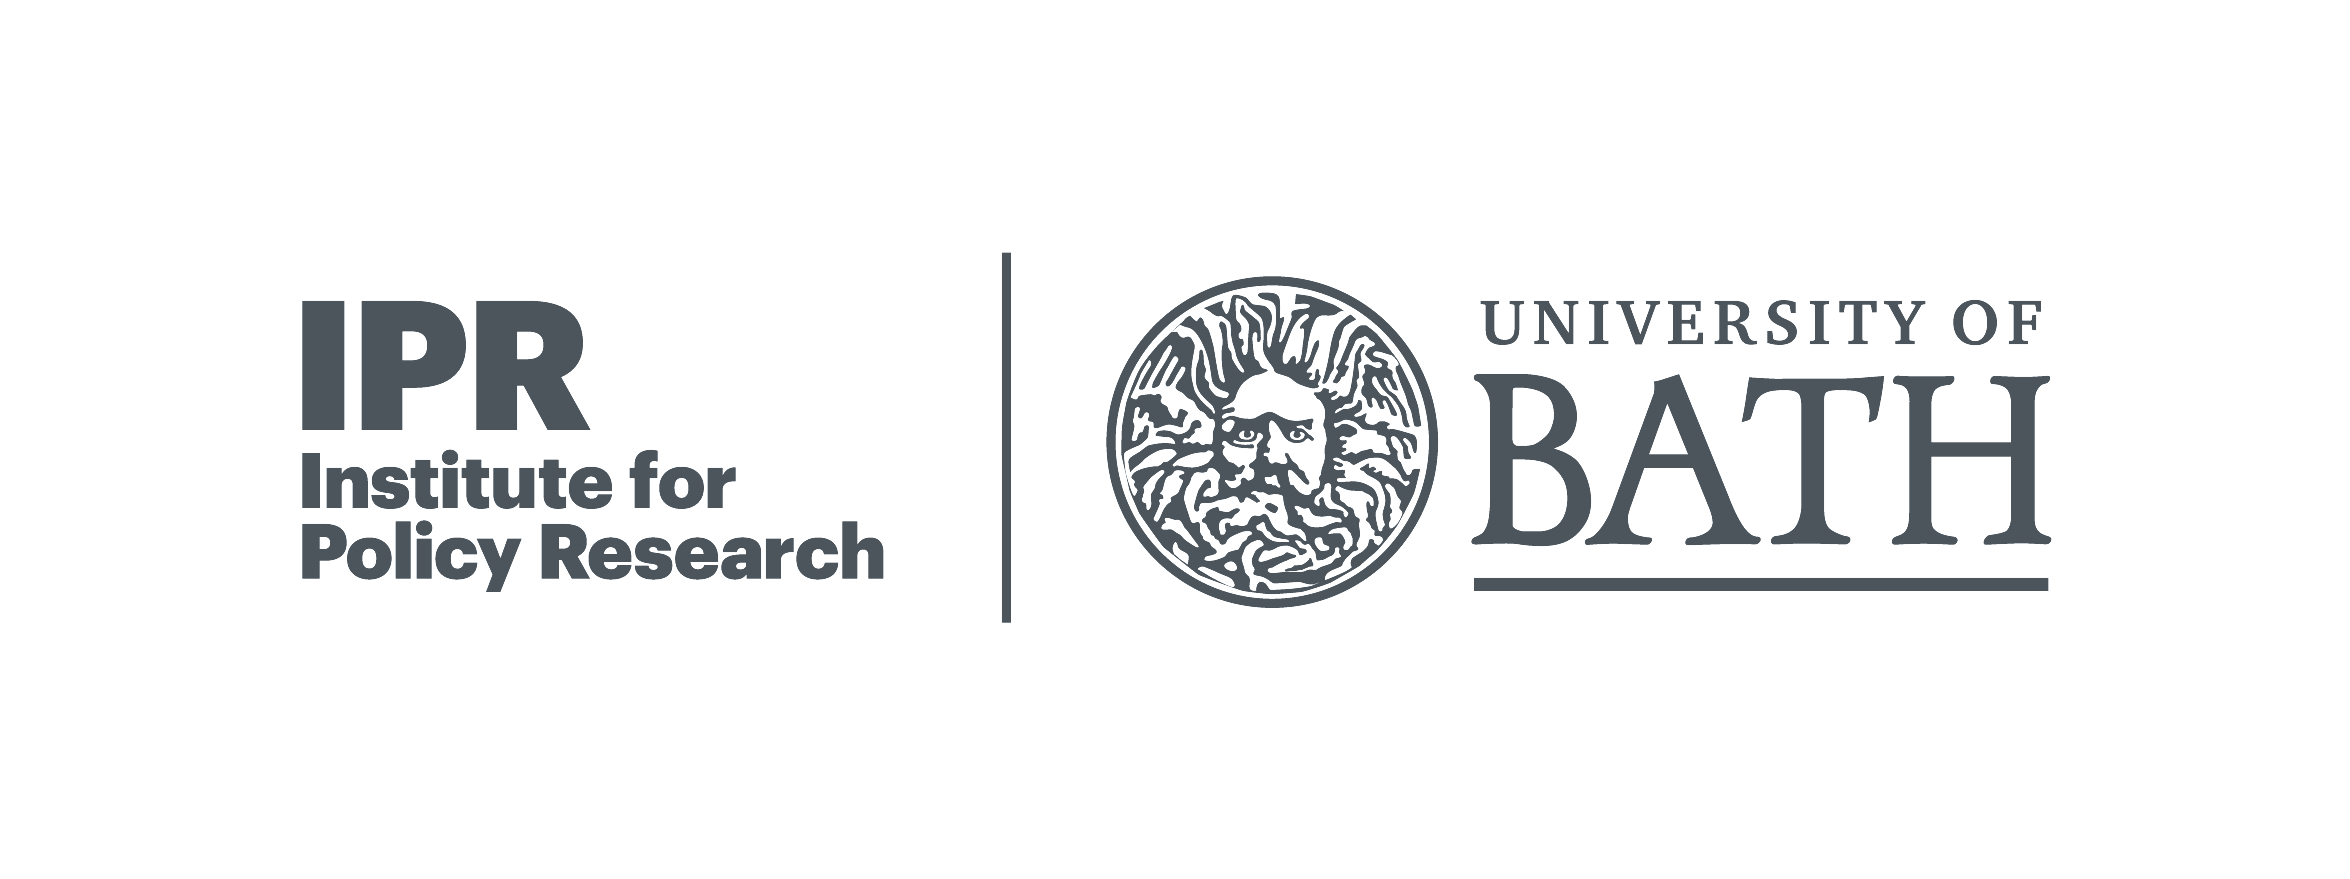 IPR
Institute for
Policy Research
UNIVERSITY OF
BATH